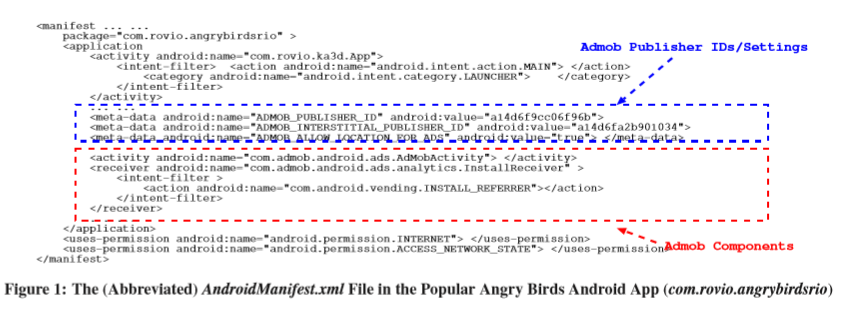 <manifest ... ...
package="com.rovio.angrybirdsrio" >
<application
Admob Publisher IDs/Settings
<activity android:name="com.rovio.ka3d.App">
<intent-filter> <action android:name="android.intent.action.MAIN"> </action>
<category android:name="android.intent.category.LAUNCHER"> </category>
</intent-filter>
</activity>
... ...
<meta-data android:name="ADMOB_PUBLISHER_ID" android:value="a14d6f9cc06f96b">
<meta-data android:name="ADMOB_INTERSTITIAL_PUBLISHER_ID" android:value="a14d6fa2b901034">
<meta-data android:name="ADMOB_ALLOW_LOCATION_FOR_ADS" android:value="true"> </meta-data>
<activity android:name="com.admob.android.ads.AdMobActivity"> </activity>
<receiver android:name="com.admob.android.ads.analytics.InstallReceiver" >
<intent-filter >
<action android:name="com.android.vending.INSTALL_REFERRER"></action>
</intent-filter>
</receiver>
</application>
<uses-permission android:name="android.permission.INTERNET"> </uses-permission>
<uses-permission android:name="android.permission.ACCESS_NETWORK_STATE"> </uses-permission>
Admob Components
</manifest>
Figure 1: The (Abbreviated) AndroidManifest.xml File in the Popular Angry Birds Android App (com.rovio.angrybirdsrio)